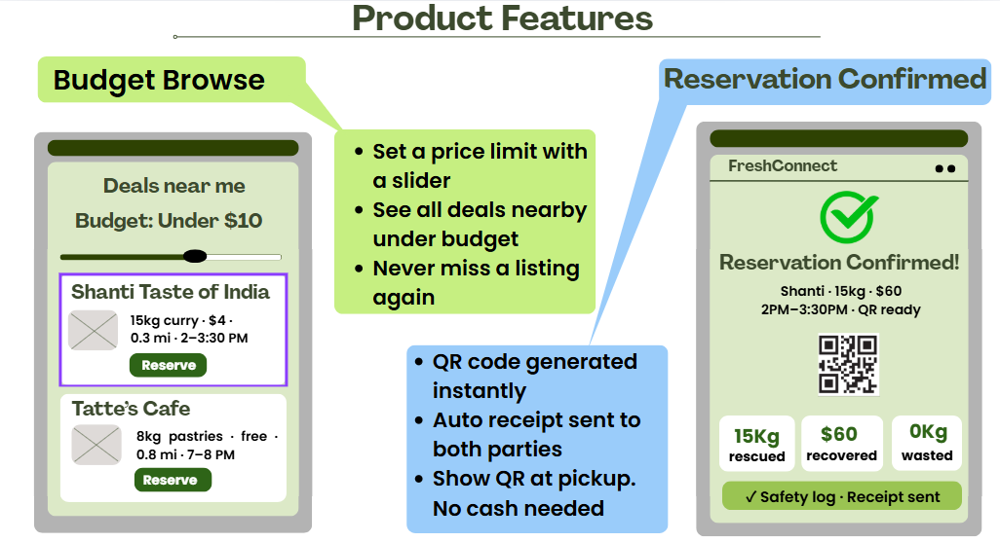 Product Features
Budget Browse
Deals near me
Budget: Under $10
Shanti Taste of India
15kg curry · $4 ·
0.3 mi · 2–3:30 PM
Reserve
Tatte's Cafe
8kg pastries · free ·
0.8 mi · 7–8 PM
Reserve
• Set a price limit with
a slider
• See all deals nearby
under budget
• Never miss a listing
again
Reservation Confirmed
• QR code generated
instantly
• Auto receipt sent to
both parties
• Show QR at pickup.
No cash needed
FreshConnect
Reservation Confirmed!
Shanti · 15kg · $60
2PM–3:30PM · QR ready
15Kg
rescued
$60
recovered
0Kg
wasted
✓ Safety log · Receipt sent